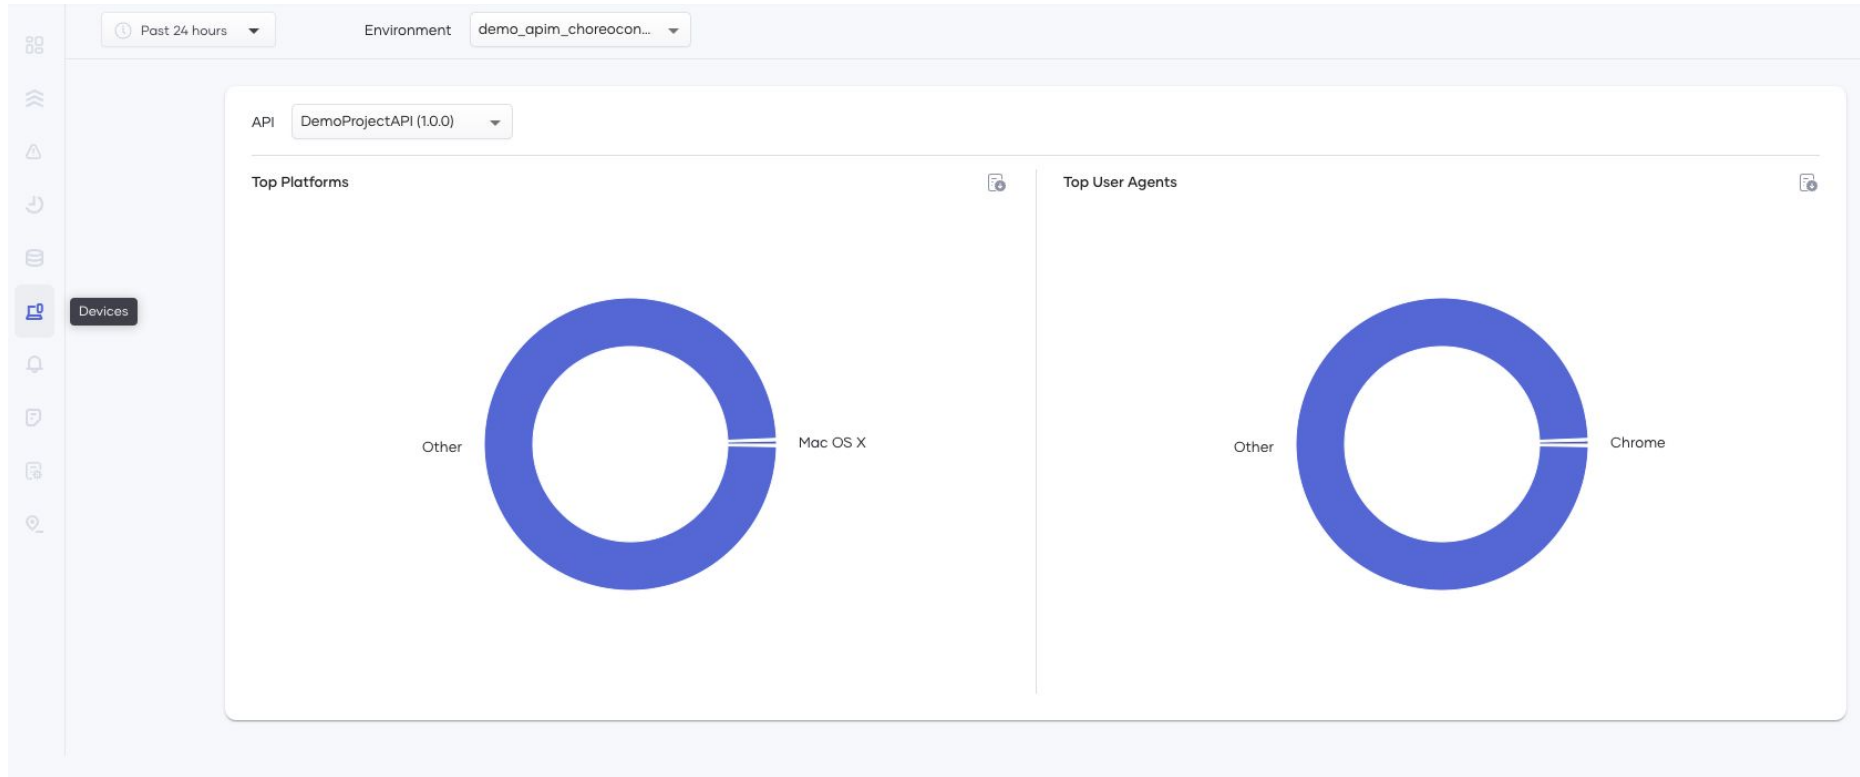 Past 24 hours
Environment
demo_apim_choreocon...
API
DemoProjectAPI (1.0.0)
Top Platforms
Top User Agents
Devices
Other
Mac OS X
Other
Chrome